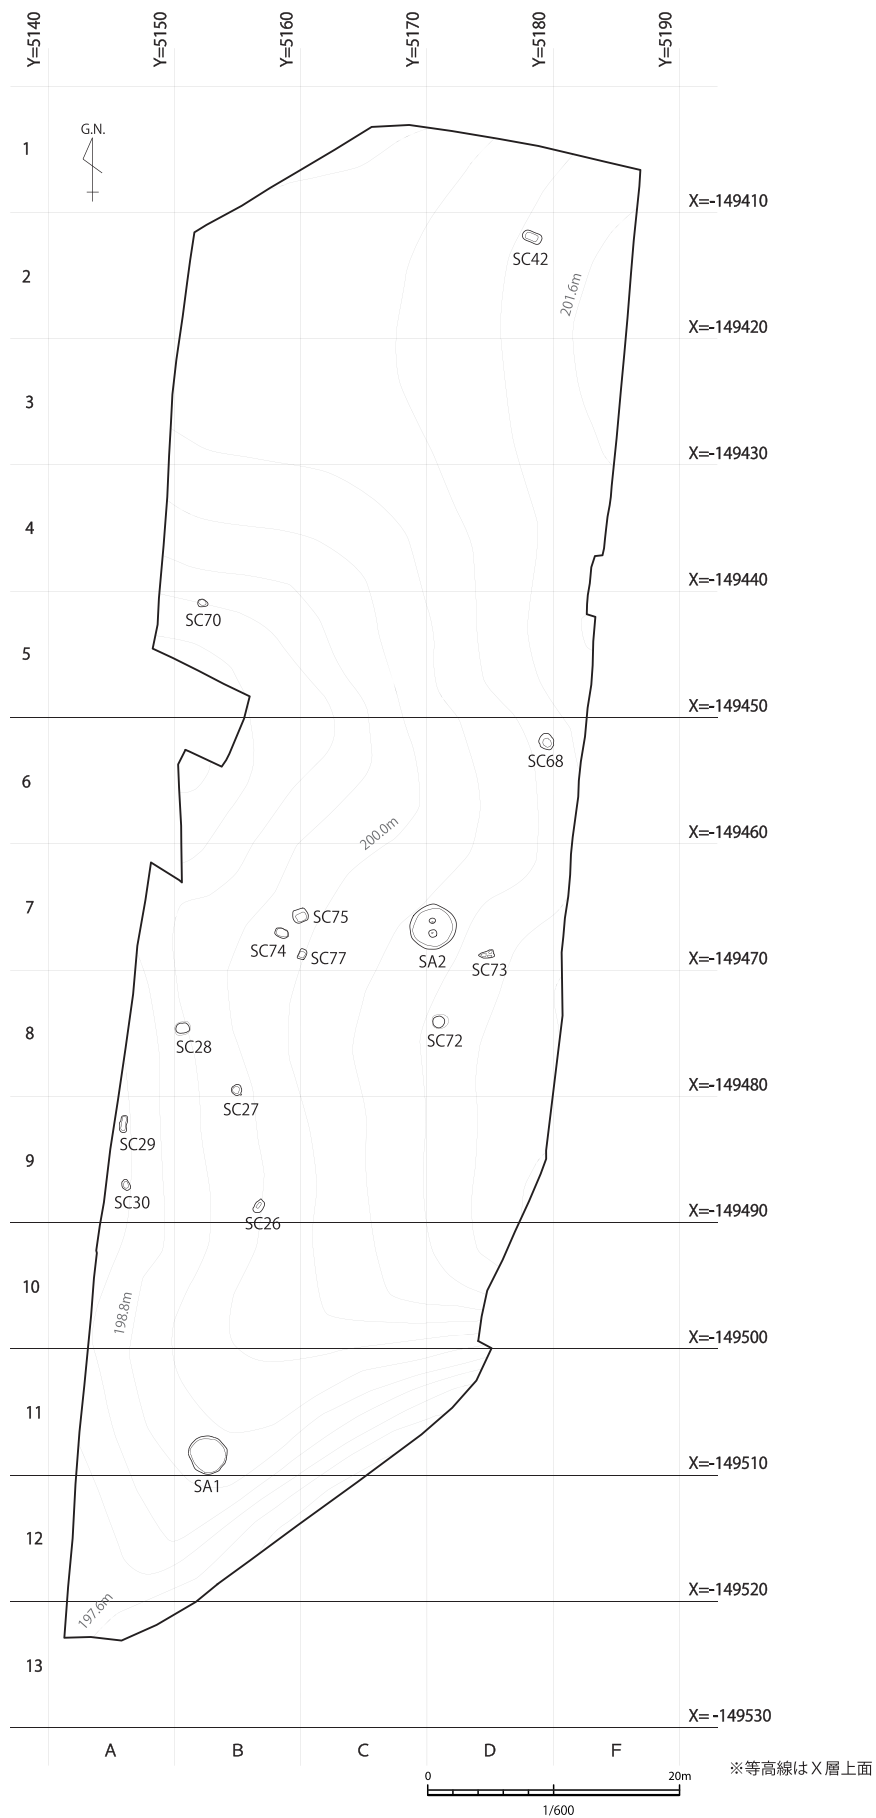 Y=5140
Y=5150
Y=5160
Y=5170
Y=5180
Y=5190
G.N.
1
X=-149410
SC42
2
201.6m
X=-149420
3
X=-149430
4
X=-149440
SC70
5
X=-149450
SC68
6
200.0m
X=-149460
7
SC75
SC74
SC77
SA2
SC73
X=-149470
8
SC28
SC72
X=-149480
SC27
SC29
9
SC30
SC26
X=-149490
10
198.8m
X=-149500
11
X=-149510
SA1
12
X=-149520
197.6m
13
X= -149530
A B C D F
※等高線はⅩ層上面
0 20m
1/600